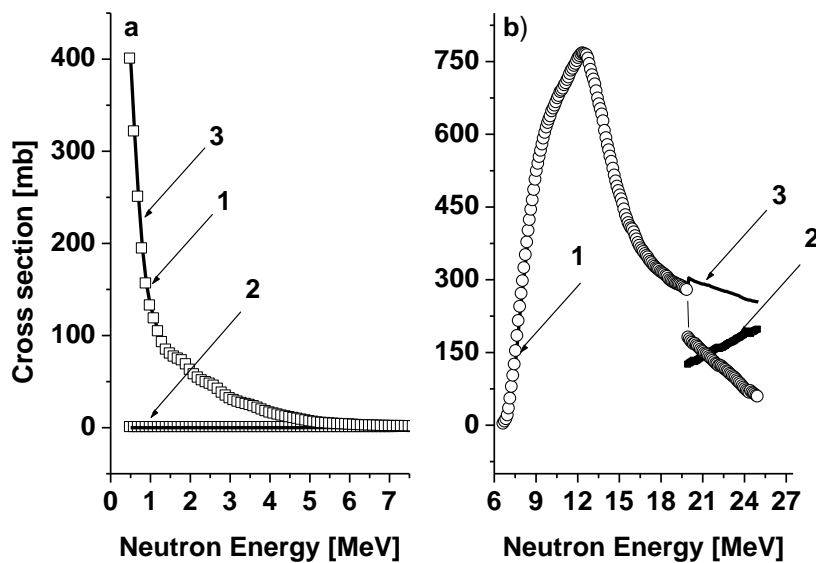 a
b)
400
300
200
100
0
750
600
450
300
150
0
Cross section [mb]
3
1
2
1
3
2
0 1 2 3 4 5 6 7
6 9 12 15 18 21 24 27
Neutron Energy [MeV]
Neutron Energy [MeV]